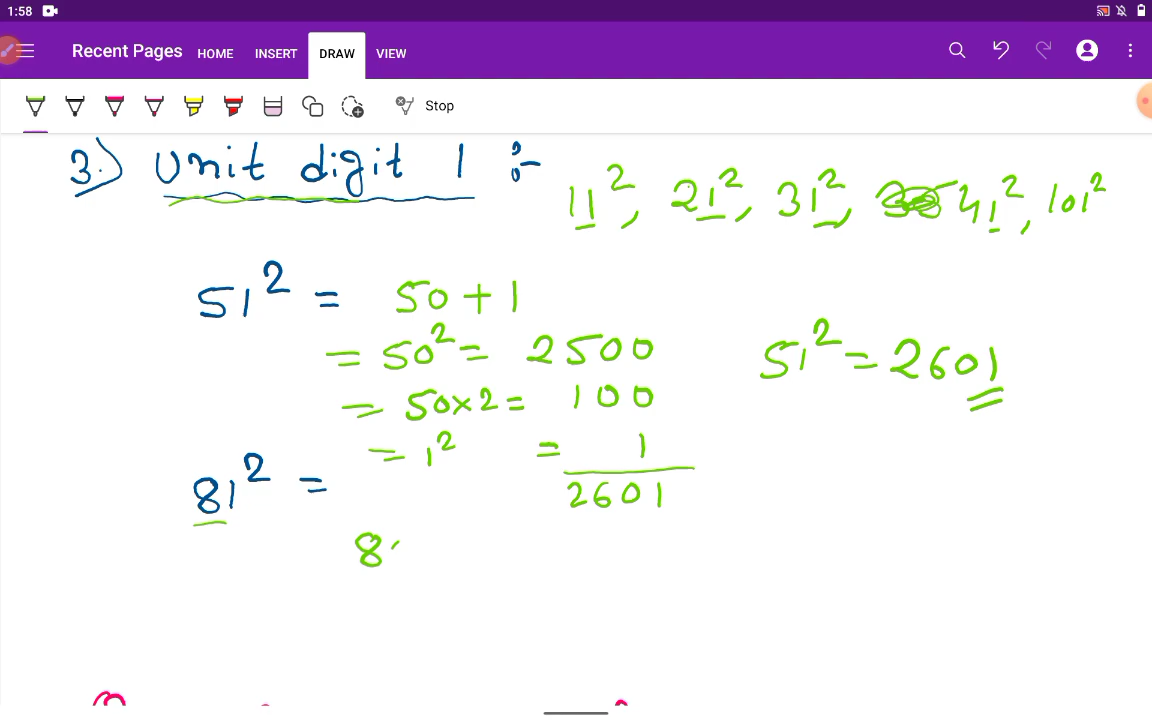 1:58
Recent Pages HOME INSERT DRAW VIEW
Stop
3.) Unit digit 1 :-
11², 21², 31², 41², 101²
51² = 50 + 1
= 50² = 2500
= 50×2 = 100
= 1² = 1
2601
51² = 2601
81² =
8